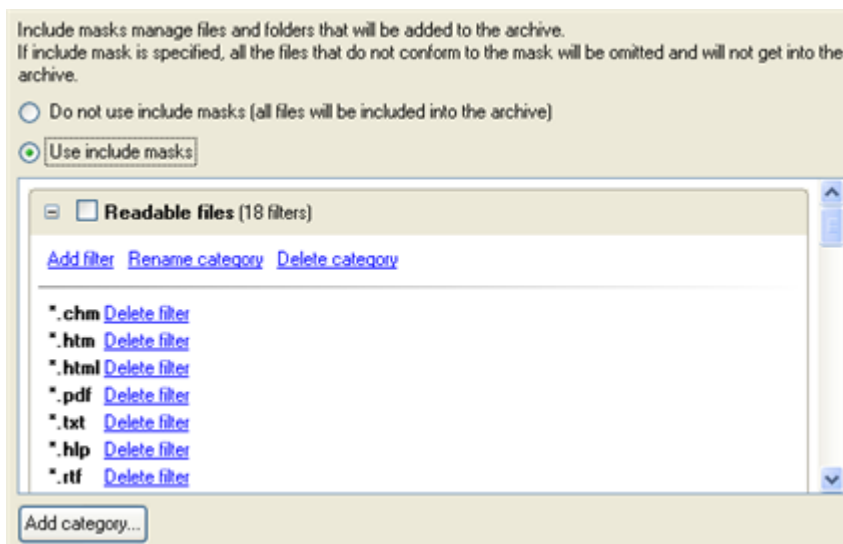 Include masks manage files and folders that will be added to the archive.
If include mask is specified, all the files that do not conform to the mask will be omitted and will not get into the
archive.
Do not use include masks (all files will be included into the archive)
Use include masks
Readable files (18 filters)
Add filter Rename category Delete category
*.chm Delete filter
*.htm Delete filter
*.html Delete filter
*.pdf Delete filter
*.txt Delete filter
*.hlp Delete filter
*.rtf Delete filter
Add category...